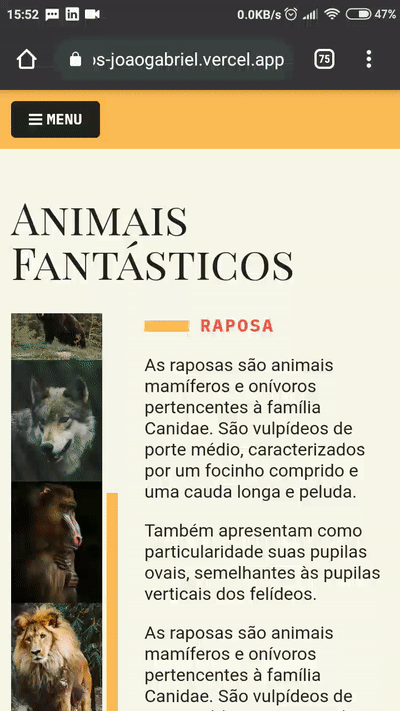 15:52 0.0KB/s 47%
os-joaogabriel.vercel.app 75
MENU
Animais
Fantásticos
RAPOSA
As raposas são animais
mamíferos e onívoros
pertencentes à família
Canidae. São vulpídeos de
porte médio, caracterizados
por um focinho comprido e
uma cauda longa e peluda.
Também apresentam como
particularidade suas pupilas
ovais, semelhantes às pupilas
verticais dos felídeos.
As raposas são animais
mamíferos e onívoros
pertencentes à família
Canidae. São vulpídeos de